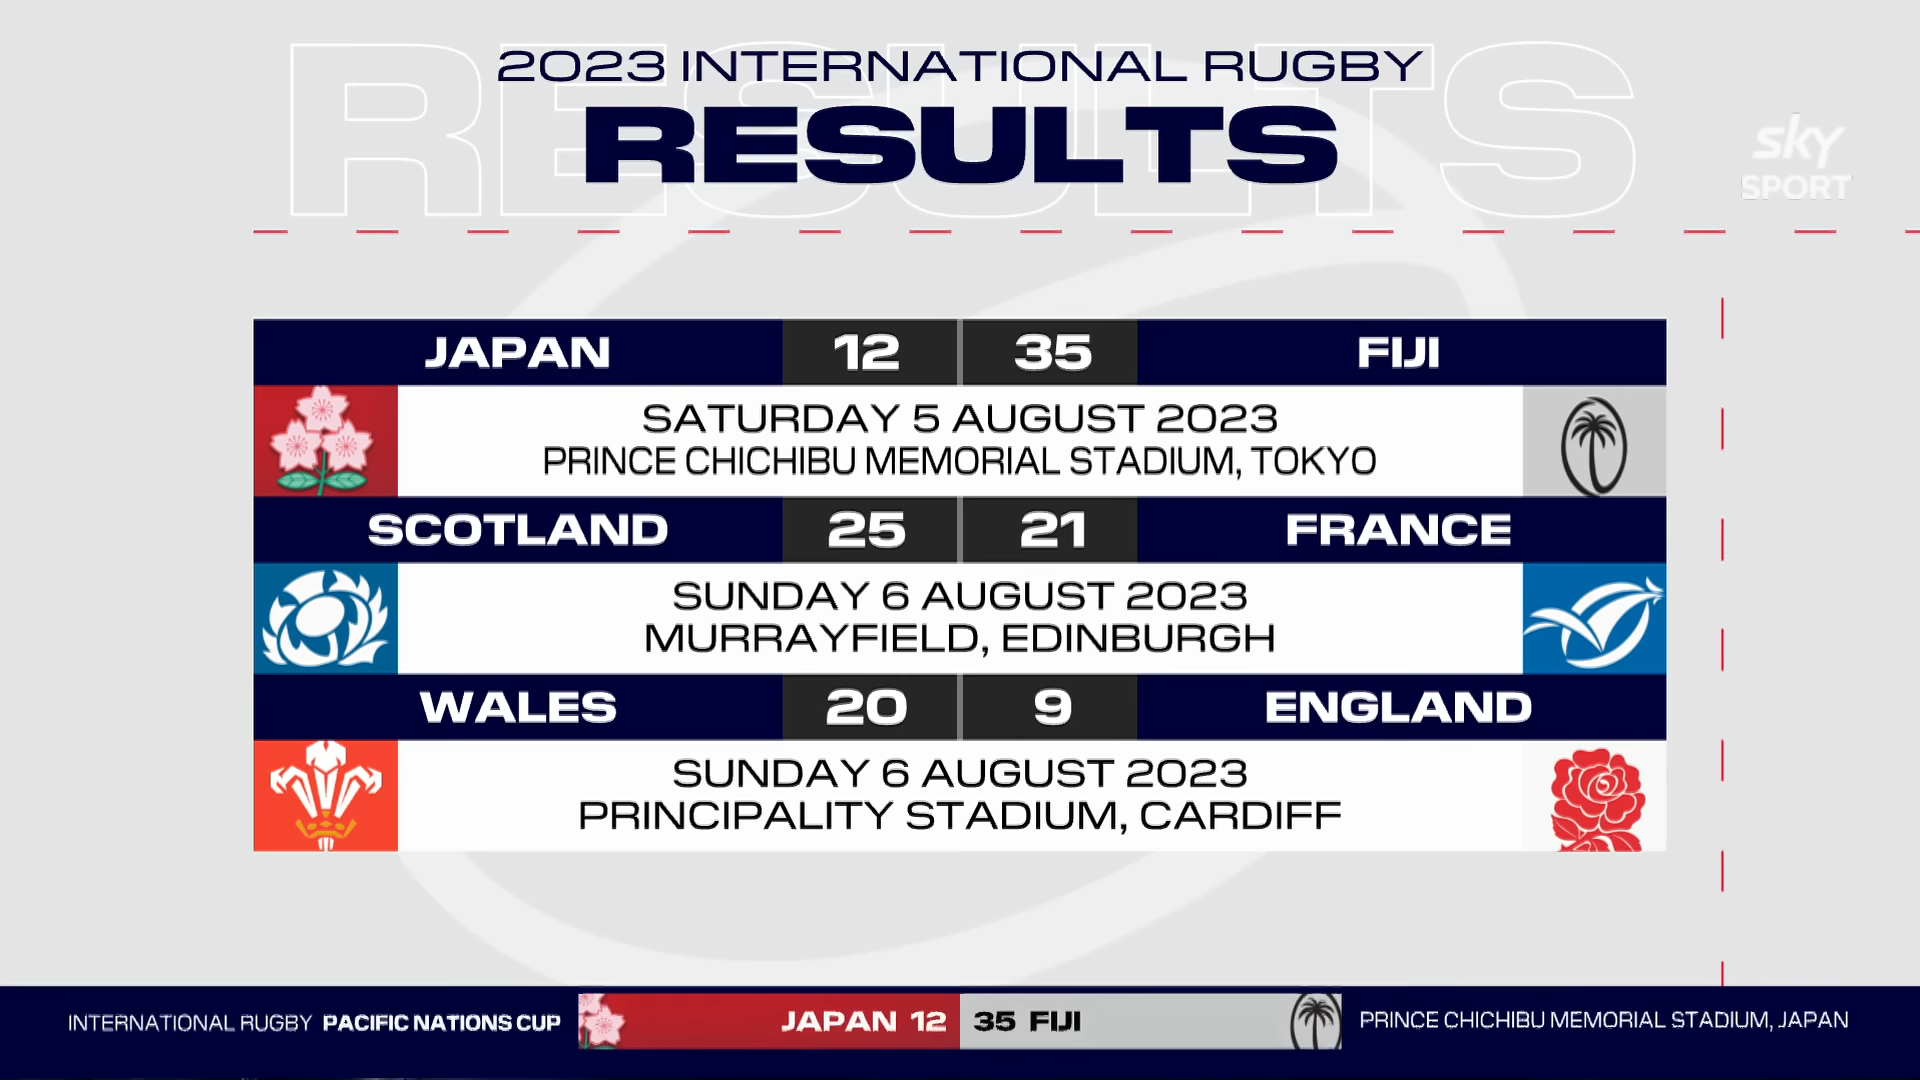 2023 INTERNATIONAL RUGBY
RESULTS
RESULTS
sky
SPORT
JAPAN 12 35 FIJI
SATURDAY 5 AUGUST 2023
PRINCE CHICHIBU MEMORIAL STADIUM, TOKYO
SCOTLAND 25 21 FRANCE
SUNDAY 6 AUGUST 2023
MURRAYFIELD, EDINBURGH
WALES 20 9 ENGLAND
SUNDAY 6 AUGUST 2023
PRINCIPALITY STADIUM, CARDIFF
INTERNATIONAL RUGBY PACIFIC NATIONS CUP JAPAN 12 35 FIJI PRINCE CHICHIBU MEMORIAL STADIUM, JAPAN